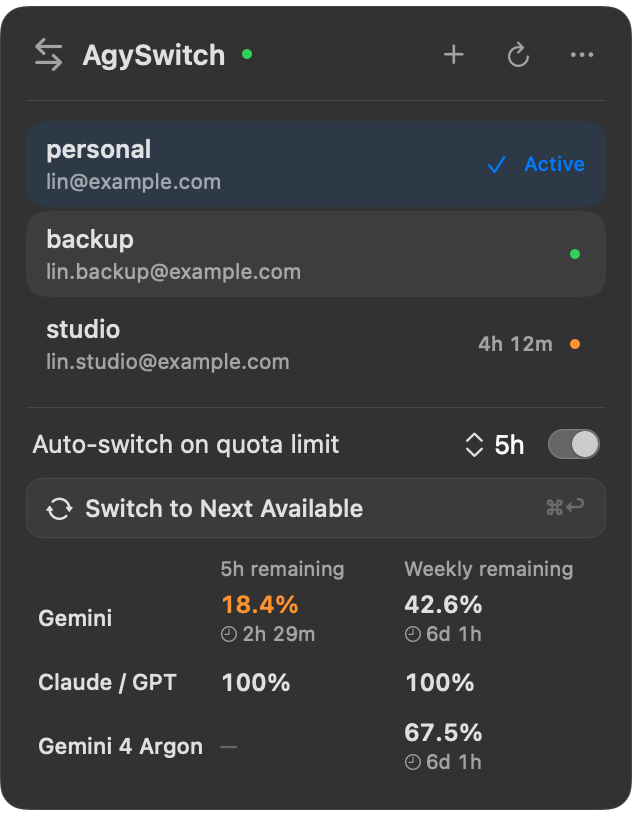 AgySwitch
personal
lin@example.com
Active
backup
lin.backup@example.com
studio
lin.studio@example.com
4h 12m
Auto-switch on quota limit
5h
Switch to Next Available
⌘↩
5h remaining Weekly remaining
Gemini
18.4% 42.6%
2h 29m 6d 1h
Claude / GPT 100% 100%
Gemini 4 Argon — 67.5%
6d 1h